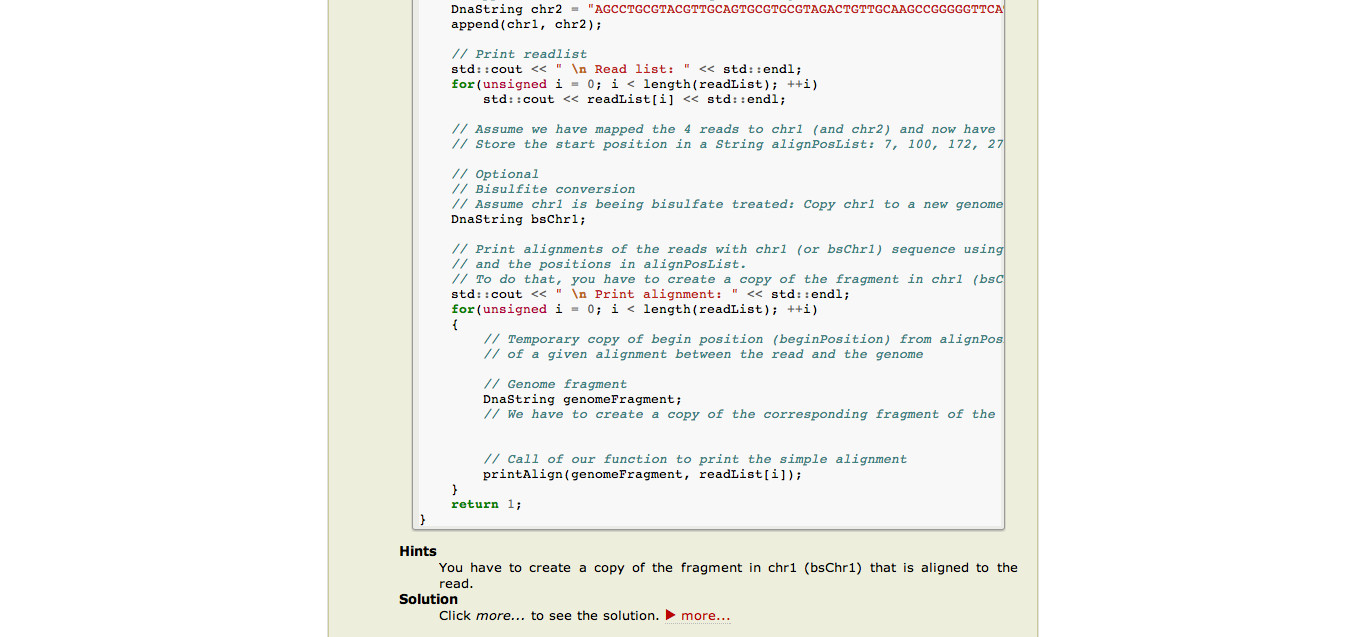 DnaString chr2 = "AGCCTGCGTACGTTGCAGTGCGTGCGTAGACTGTTGCAAGCCGGGGGTTCA
append(chr1, chr2);
// Print readlist
std::cout << " \n Read list: " << std::endl;
for(unsigned i = 0; i < length(readList); ++i)
std::cout << readList[i] << std::endl;
// Assume we have mapped the 4 reads to chr1 (and chr2) and now have
// Store the start position in a String alignPosList: 7, 100, 172, 27
// Optional
// Bisulfite conversion
// Assume chr1 is beeing bisulfate treated: Copy chr1 to a new genome
DnaString bsChr1;
// Print alignments of the reads with chr1 (or bsChr1) sequence using
// and the positions in alignPosList.
// To do that, you have to create a copy of the fragment in chr1 (bsC
std::cout << " \n Print alignment: " << std::endl;
for(unsigned i = 0; i < length(readList); ++i)
{
// Temporary copy of begin position (beginPosition) from alignPos
// of a given alignment between the read and the genome
// Genome fragment
DnaString genomeFragment;
// We have to create a copy of the corresponding fragment of the
// Call of our function to print the simple alignment
printAlign(genomeFragment, readList[i]);
}
return 1;
}
Hints
You have to create a copy of the fragment in chr1 (bsChr1) that is aligned to the
read.
Solution
Click more... to see the solution. ▶ more...